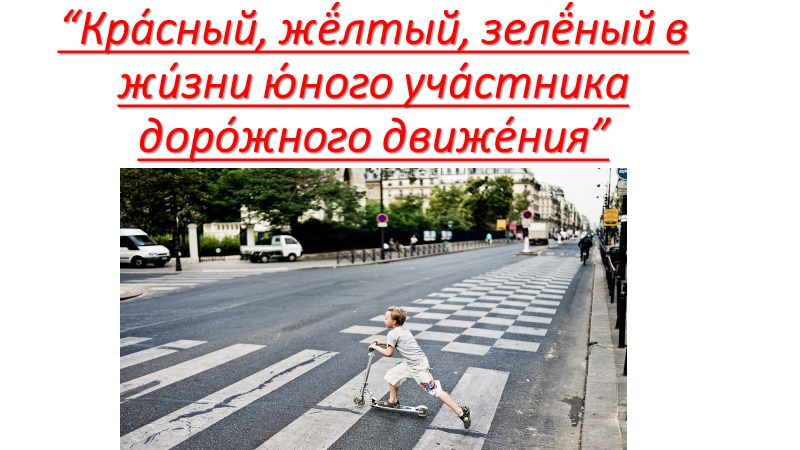 “Кра́сный, жё́лтый, зелё́ный в
жи́зни ю́ного уча́стника
доро́жного движе́ния”